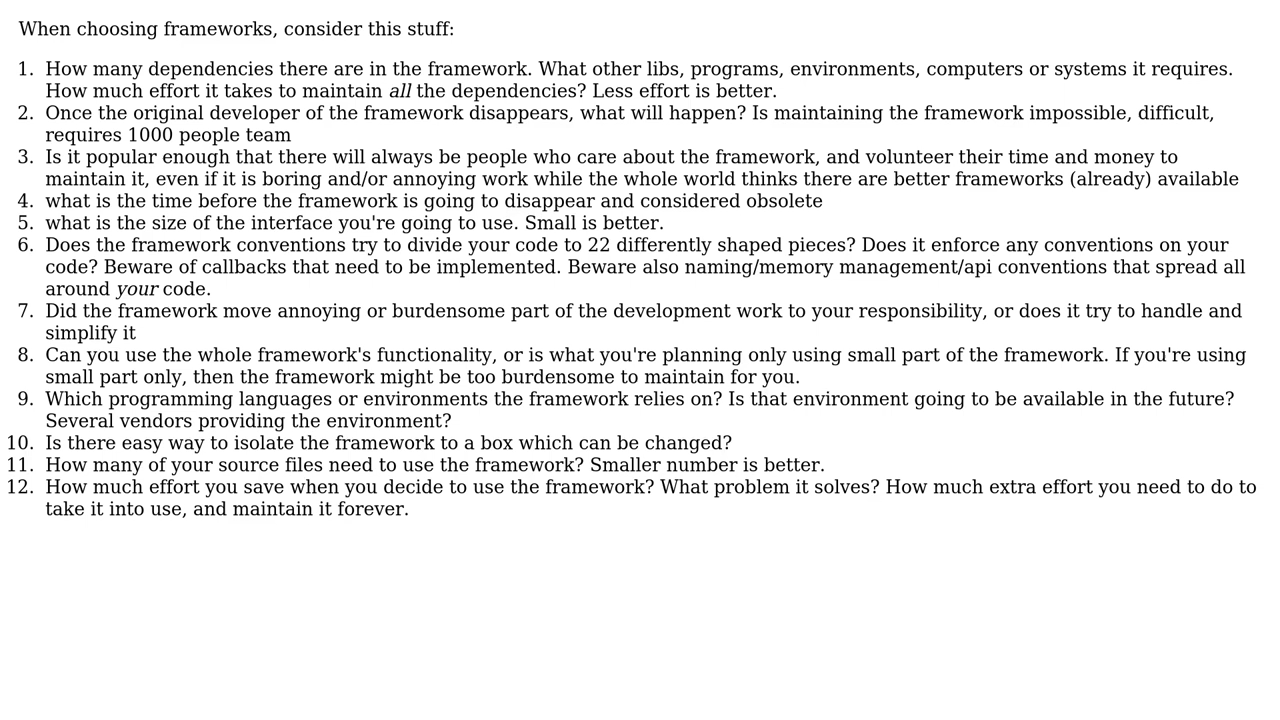 When choosing frameworks, consider this stuff:
1. How many dependencies there are in the framework. What other libs, programs, environments, computers or systems it requires.
How much effort it takes to maintain all the dependencies? Less effort is better.
2. Once the original developer of the framework disappears, what will happen? Is maintaining the framework impossible, difficult,
requires 1000 people team
3. Is it popular enough that there will always be people who care about the framework, and volunteer their time and money to
maintain it, even if it is boring and/or annoying work while the whole world thinks there are better frameworks (already) available
4. what is the time before the framework is going to disappear and considered obsolete
5. what is the size of the interface you're going to use. Small is better.
6. Does the framework conventions try to divide your code to 22 differently shaped pieces? Does it enforce any conventions on your
code? Beware of callbacks that need to be implemented. Beware also naming/memory management/api conventions that spread all
around your code.
7. Did the framework move annoying or burdensome part of the development work to your responsibility, or does it try to handle and
simplify it
8. Can you use the whole framework's functionality, or is what you're planning only using small part of the framework. If you're using
small part only, then the framework might be too burdensome to maintain for you.
9. Which programming languages or environments the framework relies on? Is that environment going to be available in the future?
Several vendors providing the environment?
10. Is there easy way to isolate the framework to a box which can be changed?
11. How many of your source files need to use the framework? Smaller number is better.
12. How much effort you save when you decide to use the framework? What problem it solves? How much extra effort you need to do to
take it into use, and maintain it forever.